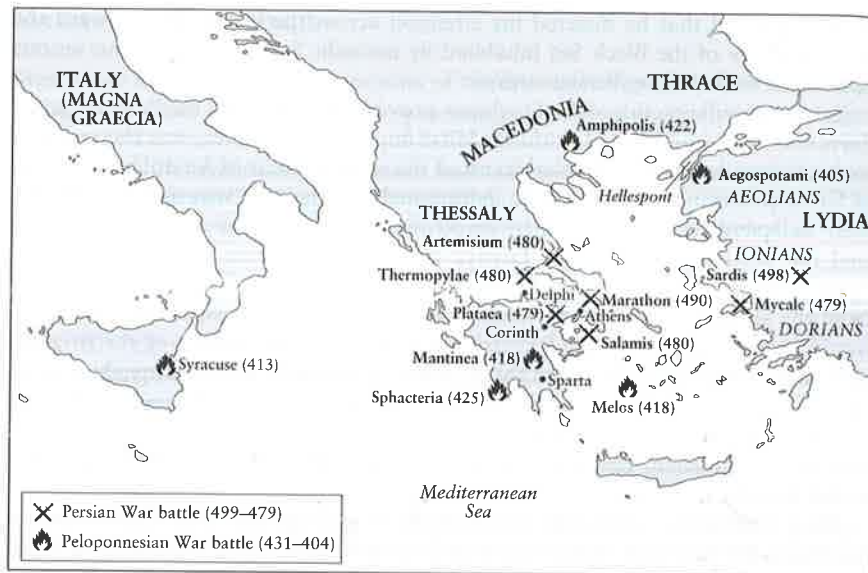 ITALY
(MAGNA
GRAECIA)
THRACE
MACEDONIA
Amphipolis (422)
Aegospotami (405)
Hellespont
AEOLIANS
THESSALY
LYDIA
Artemisium (480)
IONIANS
Thermopylae (480)
Sardis (498)
Delphi
Marathon (490)
Mycale (479)
Plataea (479)
Athens
Corinth
DORIANS
Salamis (480)
Mantinea (418)
Syracuse (413)
Sparta
Sphacteria (425)
Melos (418)
Mediterranean
Sea
Persian War battle (499–479)
Peloponnesian War battle (431–404)